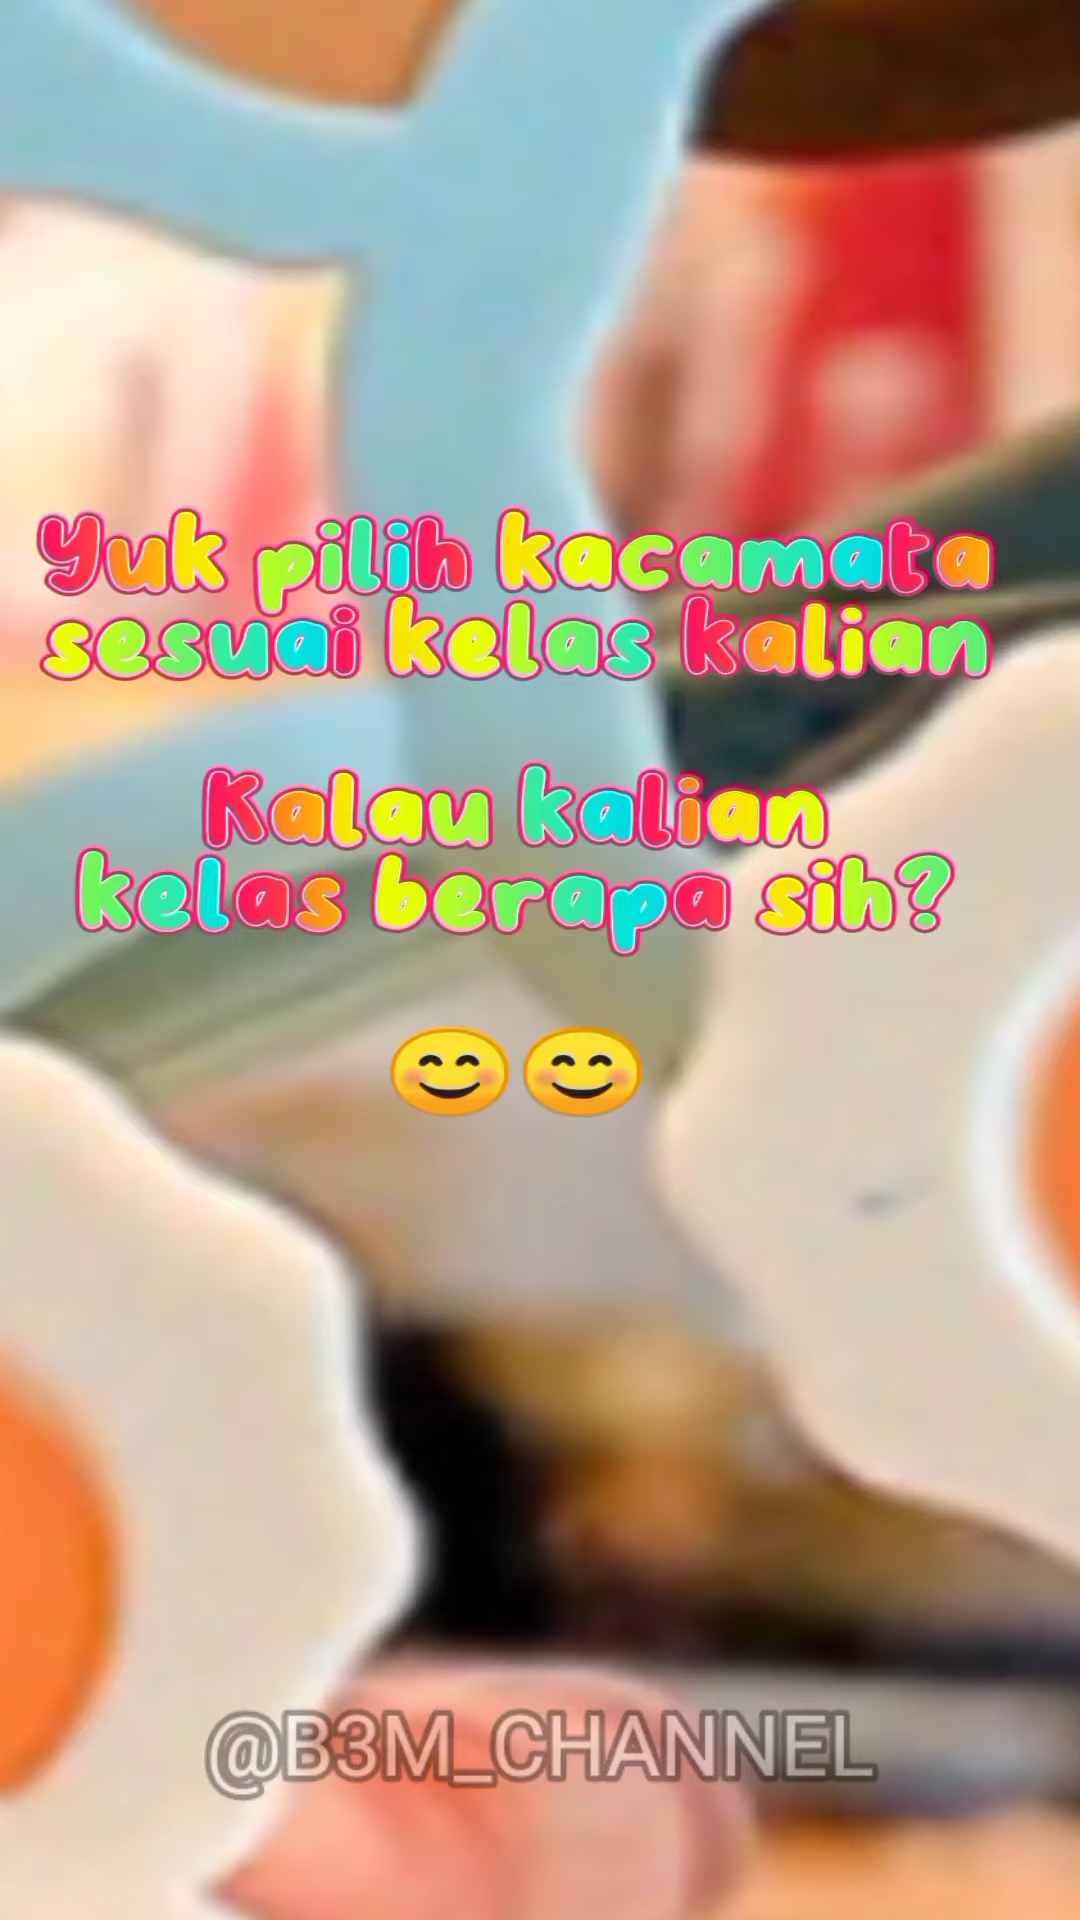 Yuk pilih kacamata
sesuai kelas kalian
Kalau kalian
kelas berapa sih?
😊😊
@B3M_CHANNEL